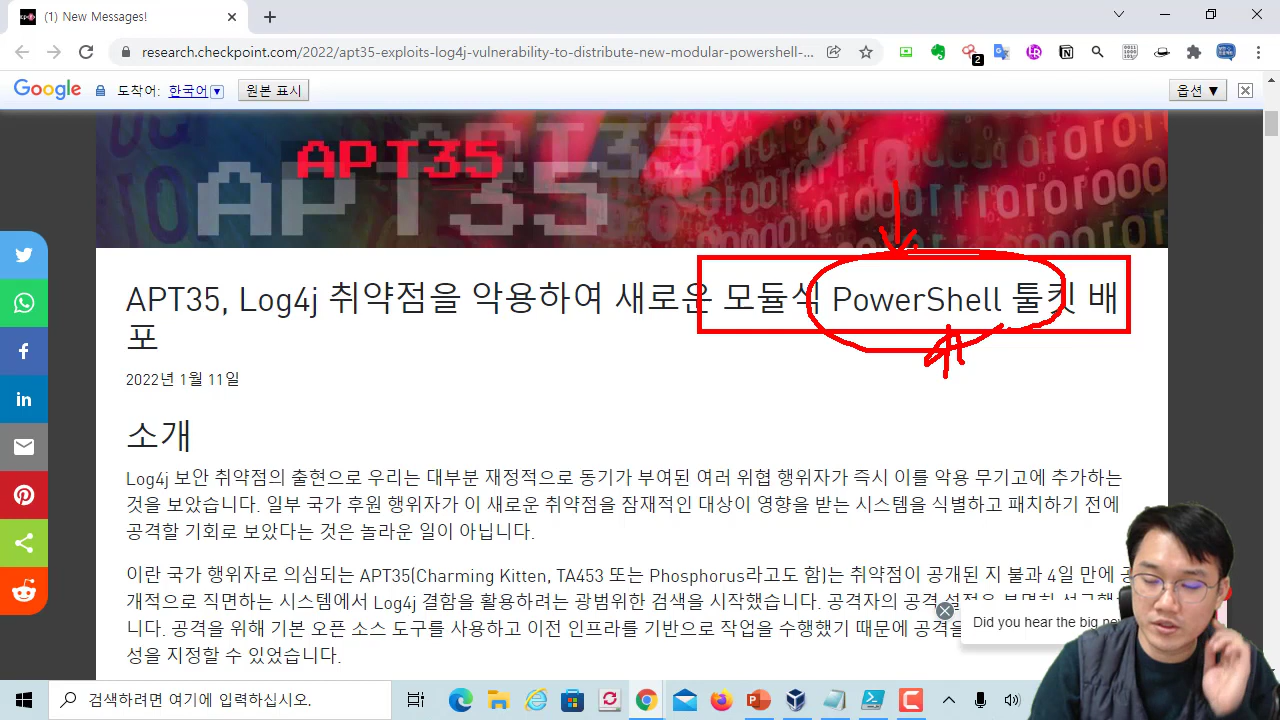 (1) New Messages!
research.checkpoint.com/2022/apt35-exploits-log4j-vulnerability-to-distribute-new-modular-powershell-...
2
Google 도착어: 한국어 원본 표시 옵션 ▼
APT35
APT35
APT35
APT35, Log4j 취약점을 악용하여 새로운 모듈식 PowerShell 툴킷 배
포
2022년 1월 11일
소개
Log4j 보안 취약점의 출현으로 우리는 대부분 재정적으로 동기가 부여된 여러 위협 행위자가 즉시 이를 악용 무기고에 추가하는
것을 보았습니다. 일부 국가 후원 행위자가 이 새로운 취약점을 잠재적인 대상이 영향을 받는 시스템을 식별하고 패치하기 전에
공격할 기회로 보았다는 것은 놀라운 일이 아닙니다.
이란 국가 행위자로 의심되는 APT35(Charming Kitten, TA453 또는 Phosphorus라고도 함)는 취약점이 공개된 지 불과 4일 만에
개적으로 직면하는 시스템에서 Log4j 결함을 활용하려는 광범위한 검색을 시작했습니다. 공격자의 공격
니다. 공격을 위해 기본 오픈 소스 도구를 사용하고 이전 인프라를 기반으로 작업을 수행했기 때문에 공격을
성을 지정할 수 있었습니다.
Did you hear the big
검색하려면 여기에 입력하십시오.